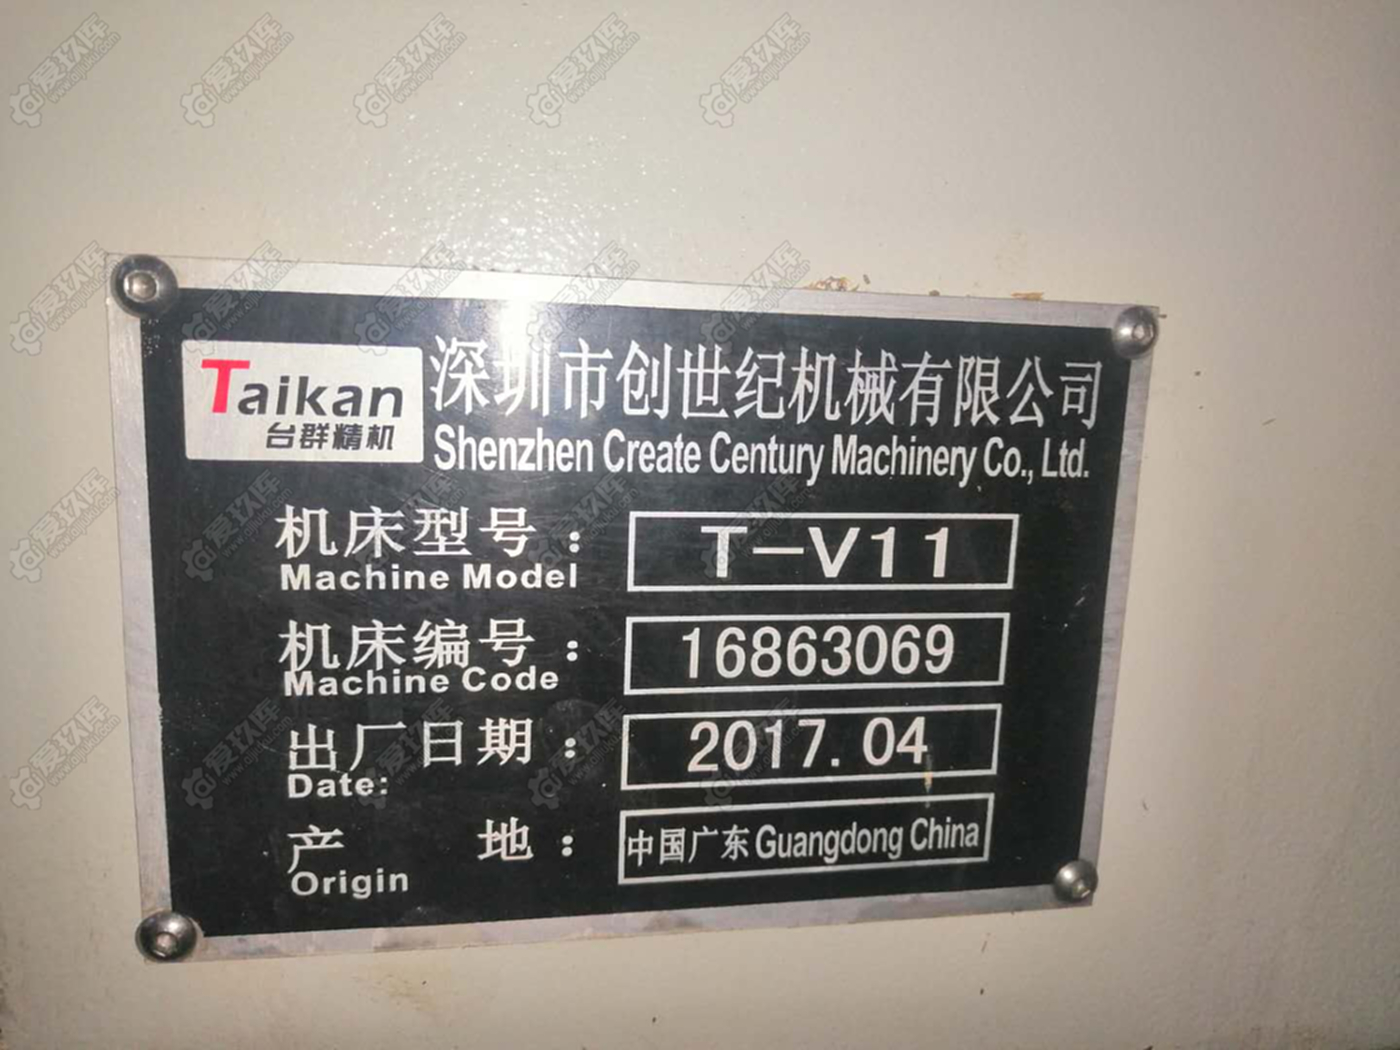 Taikan
台群精机
深圳市创世纪机械有限公司
Shenzhen Create Century Machinery Co., Ltd.
机床型号：
Machine Model
T-V11
机床编号：
Machine Code
16863069
出厂日期：
Date:
2017.04
产地：
Origin
中国广东 Guangdong China